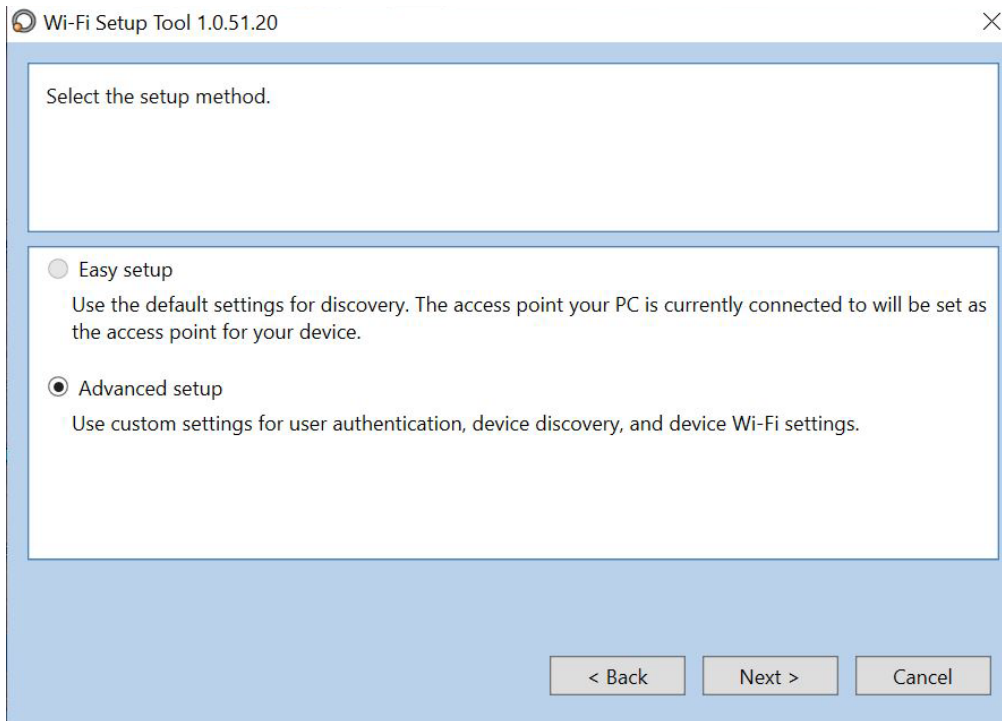 Wi-Fi Setup Tool 1.0.51.20
Select the setup method.
Easy setup
Use the default settings for discovery. The access point your PC is currently connected to will be set as
the access point for your device.
Advanced setup
Use custom settings for user authentication, device discovery, and device Wi-Fi settings.
< Back Next > Cancel